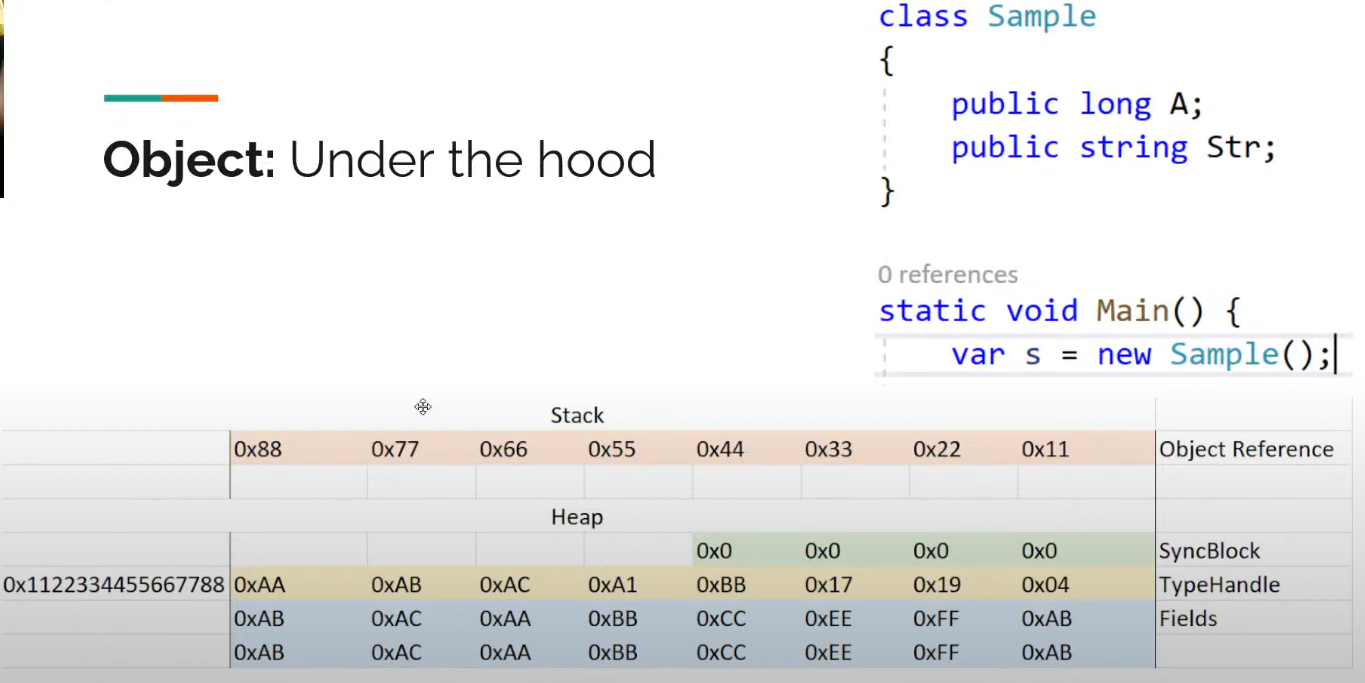 Object: Under the hood
class Sample
{
public long A;
public string Str;
}
0 references
static void Main() {
var s = new Sample();
Stack
0x88 0x77 0x66 0x55 0x44 0x33 0x22 0x11 Object Reference
Heap
0x0 0x0 0x0 0x0 SyncBlock
0x1122334455667788 0xAA 0xAB 0xAC 0xA1 0xBB 0x17 0x19 0x04 TypeHandle
0xAB 0xAC 0xAA 0xBB 0xCC 0xEE 0xFF 0xAB Fields
0xAB 0xAC 0xAA 0xBB 0xCC 0xEE 0xFF 0xAB